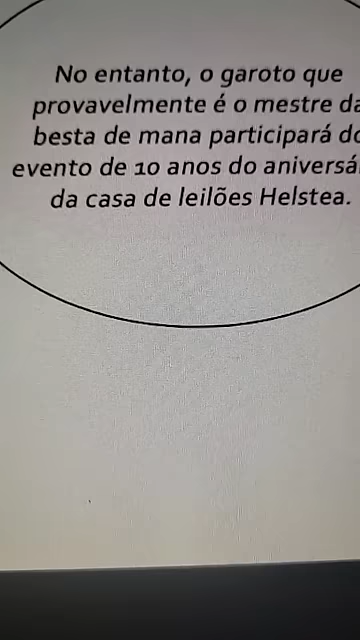 No entanto, o garoto que
provavelmente é o mestre da
besta de mana participará do
evento de 10 anos do
da casa de leilões Helstea.